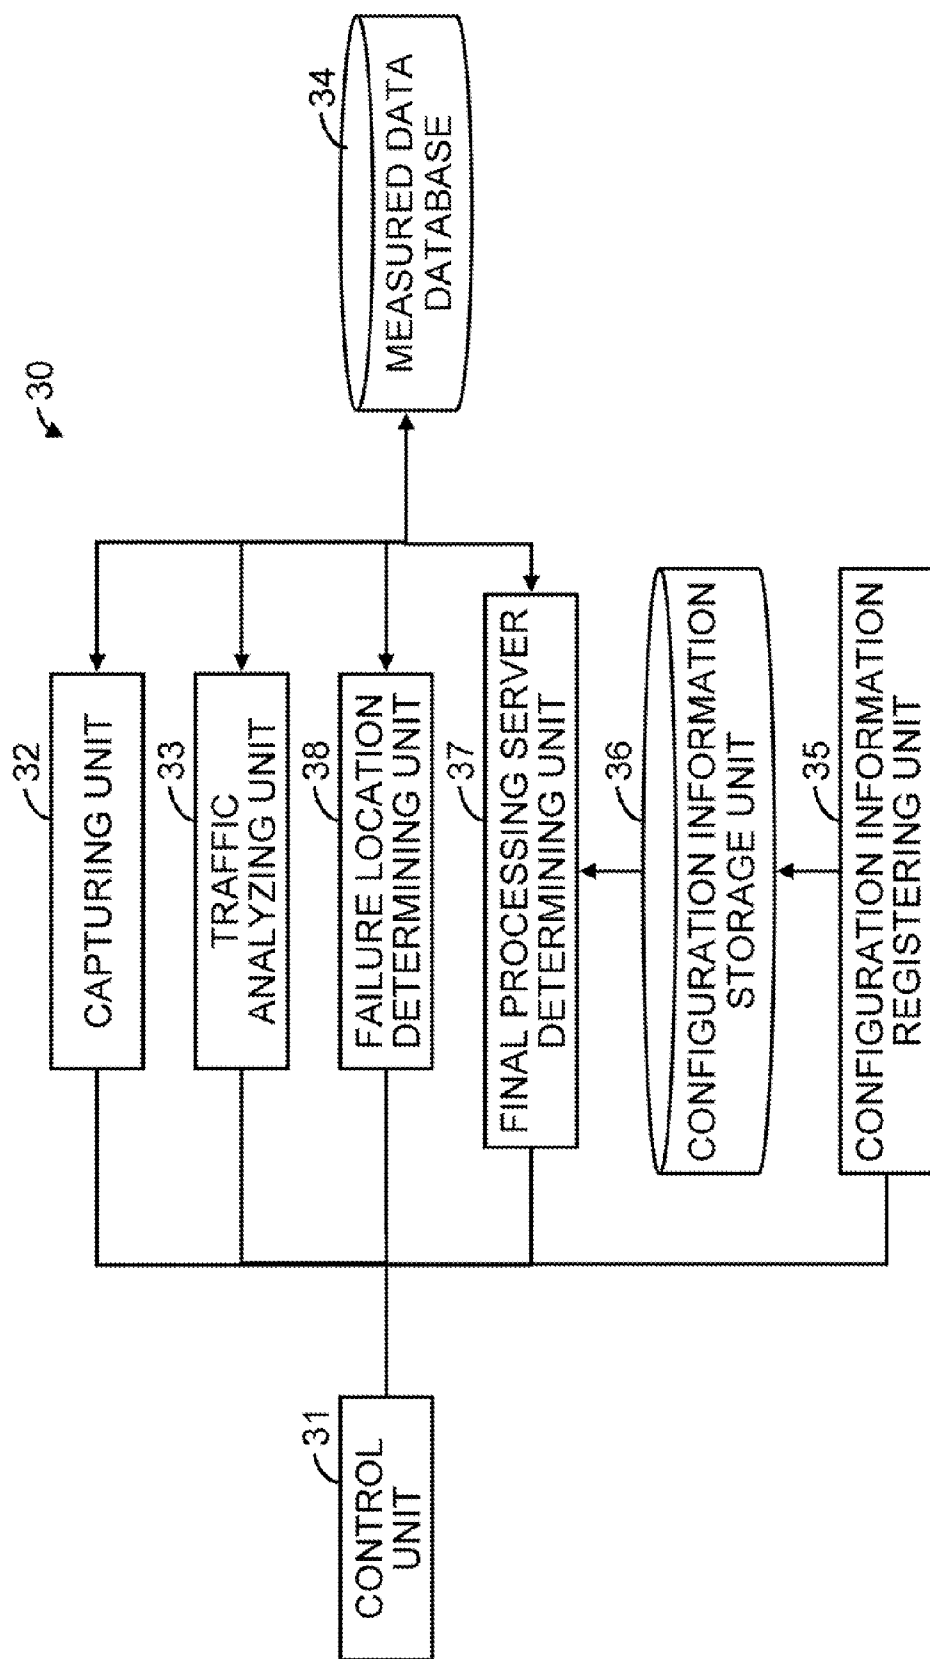 30
32
CAPTURING UNIT
33
TRAFFIC
ANALYZING UNIT
31
CONTROL
UNIT
38
FAILURE LOCATION
DETERMINING UNIT
34
MEASURED DATA
DATABASE
37
FINAL PROCESSING SERVER
DETERMINING UNIT
36
CONFIGURATION INFORMATION
STORAGE UNIT
35
CONFIGURATION INFORMATION
REGISTERING UNIT